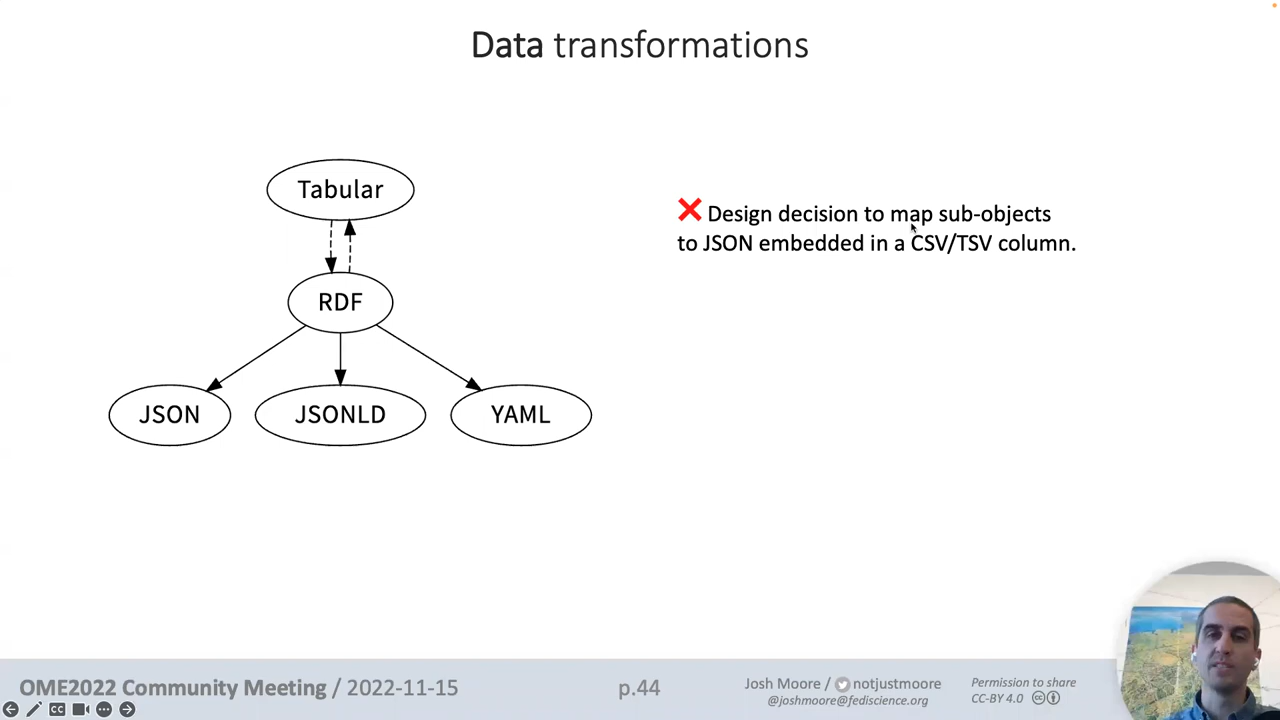 Data transformations
Tabular
RDF
JSON
JSONLD
YAML
❌ Design decision to map sub-objects
to JSON embedded in a CSV/TSV column.
OME2022 Community Meeting / 2022-11-15
p.44
Josh Moore / notjustmoore
@joshmoore@fediscience.org
Permission to share
CC-BY 4.0
CC